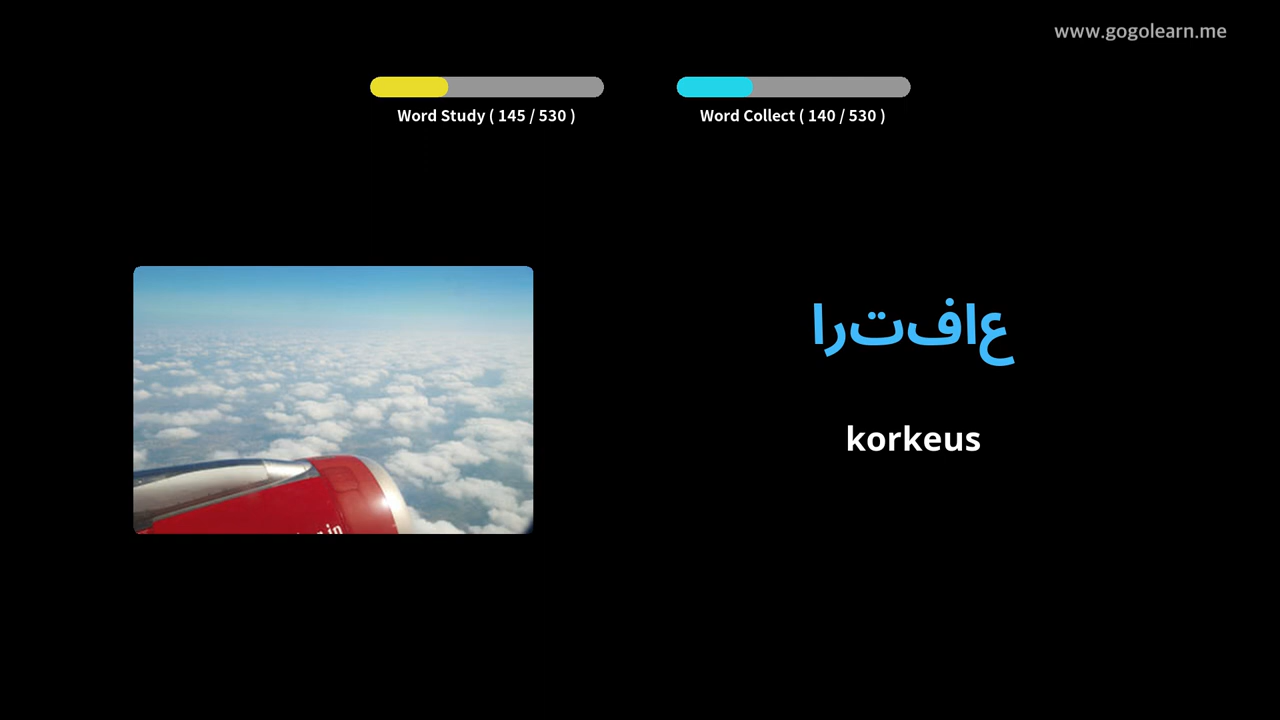 www.gogolearn.me
Word Study ( 145 / 530 )
Word Collect ( 140 / 530 )
ارتفاع
korkeus